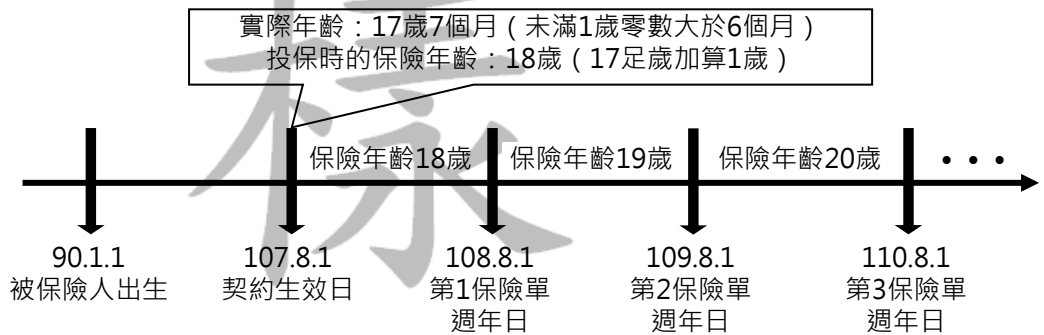 實際年齡：17歲7個月（未滿1歲零數大於6個月）
投保時的保險年齡：18歲（17足歲加算1歲）
保險年齡18歲
保險年齡19歲
保險年齡20歲
• • •
90.1.1
被保險人出生
107.8.1
契約生效日
108.8.1
第1保險單
週年日
109.8.1
第2保險單
週年日
110.8.1
第3保險單
週年日
樣